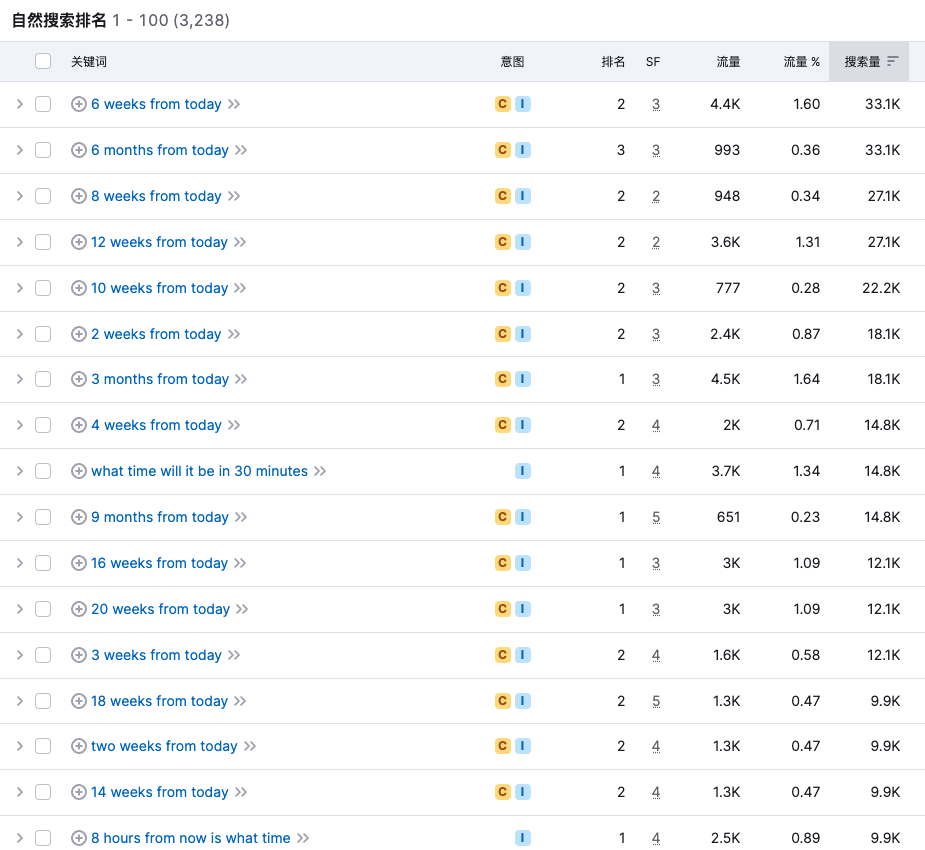 自然搜索排名 1 - 100 (3,238)
关键词 意图 排名 SF 流量 流量 % 搜索量
6 weeks from today C I 2 3 4.4K 1.60 33.1K
6 months from today C I 3 3 993 0.36 33.1K
8 weeks from today C I 2 2 948 0.34 27.1K
12 weeks from today C I 2 2 3.6K 1.31 27.1K
10 weeks from today C I 2 3 777 0.28 22.2K
2 weeks from today C I 2 3 2.4K 0.87 18.1K
3 months from today C I 1 3 4.5K 1.64 18.1K
4 weeks from today C I 2 4 2K 0.71 14.8K
what time will it be in 30 minutes I 1 4 3.7K 1.34 14.8K
9 months from today C I 1 5 651 0.23 14.8K
16 weeks from today C I 1 3 3K 1.09 12.1K
20 weeks from today C I 1 3 3K 1.09 12.1K
3 weeks from today C I 2 4 1.6K 0.58 12.1K
18 weeks from today C I 2 5 1.3K 0.47 9.9K
two weeks from today C I 2 4 1.3K 0.47 9.9K
14 weeks from today C I 2 4 1.3K 0.47 9.9K
8 hours from now is what time I 1 4 2.5K 0.89 9.9K